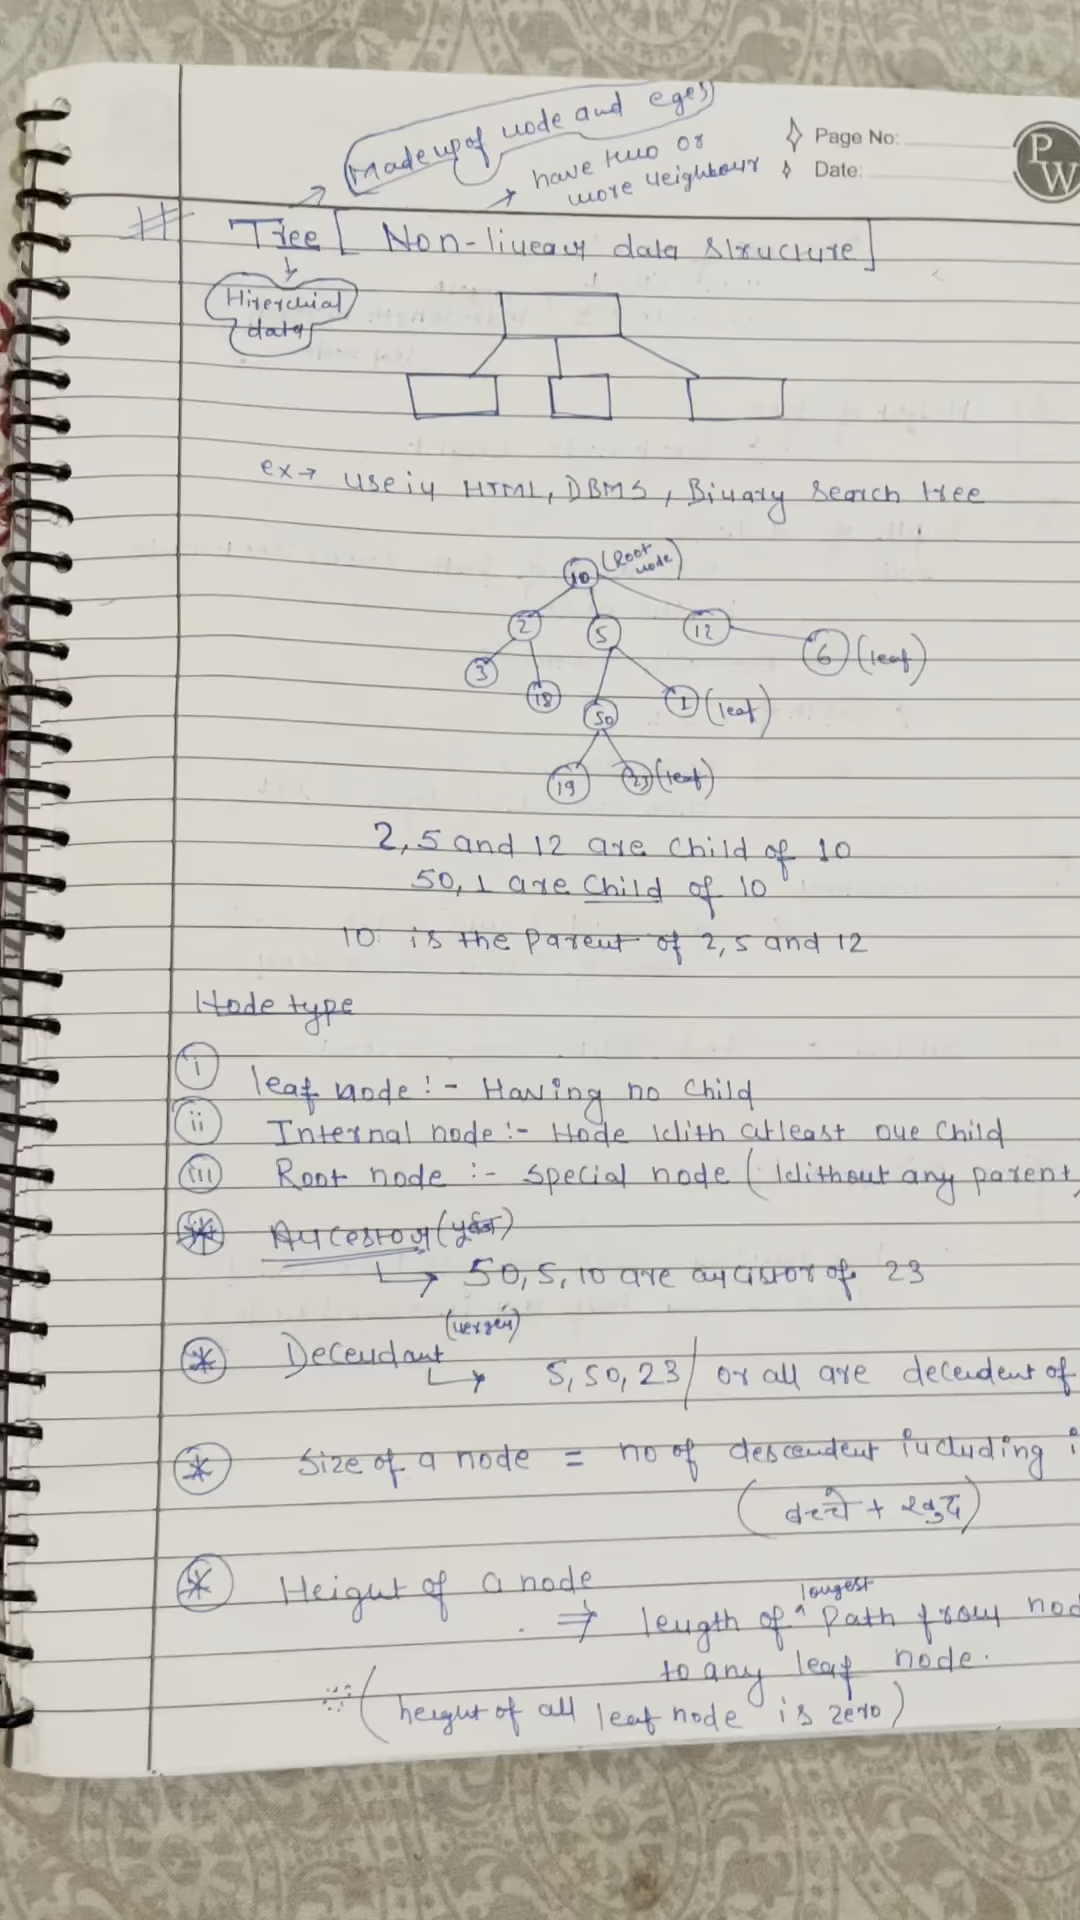 Made up of node and eges
have two or
more neighbour
Page No:
Date:
P
W
# Tree [Non-linear data structure]
Hirerchial
data
ex → use in HTML, DBMS, Binary Search tree
10 (Root
node)
2 5 12
6 (leaf)
3 18 50 1 (leaf)
19 23 (leaf)
2, 5 and 12 are child of 10
50, 1 are child of 10
10 is the parent of 2, 5 and 12
Node type
i leaf node :- Having no child
ii Internal node :- Node with atleast one child
iii Root node :- special node (without any parent
* Ancestor (पूर्वज)
↳ 50, 5, 10 are ancistor of 23
* Decendant
↳ 5, 50, 23 / or all are decendent of
* Size of a node = no of descendent including
(बच्चे + खुद)
* Height of a node
longest
⇒ length of ^ path from nod
to any leaf node.
(height of all leaf node is zero)